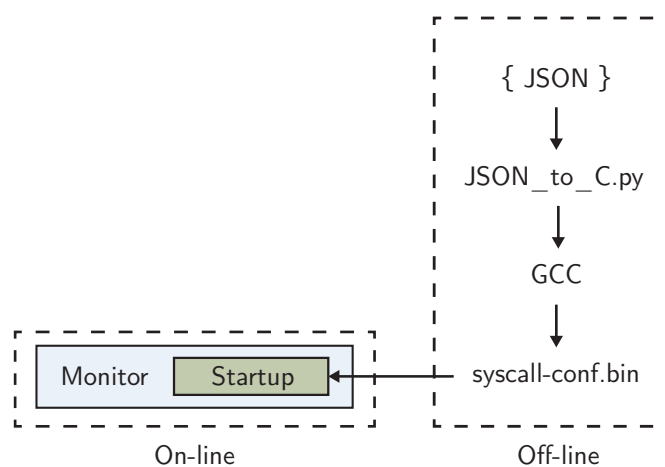 { JSON }
JSON_to_C.py
GCC
syscall-conf.bin
Monitor
Startup
On-line
Off-line